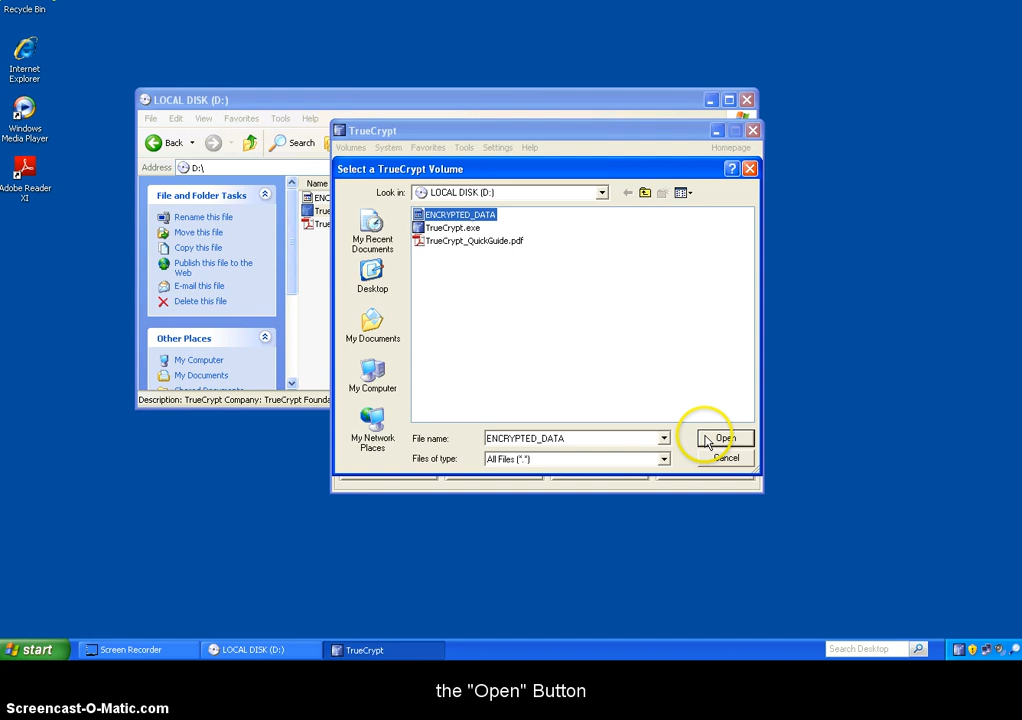 Recycle Bin
Internet
Explorer
Windows
Media Player
Adobe Reader
XI
LOCAL DISK (D:)
File Edit View Favorites Tools Help
Back Search
Address D:\
File and Folder Tasks
Rename this file
Move this file
Copy this file
Publish this file to the
Web
E-mail this file
Delete this file
Other Places
My Computer
My Documents
Name
ENC
True
True
Description: TrueCrypt Company: TrueCrypt Founda
TrueCrypt
Volumes System Favorites Tools Settings Help Homepage
Select a TrueCrypt Volume
Look in: LOCAL DISK (D:)
My Recent
Documents
Desktop
My Documents
My Computer
My Network
Places
ENCRYPTED_DATA
TrueCrypt.exe
TrueCrypt_QuickGuide.pdf
File name: ENCRYPTED_DATA Open
Files of type: All Files (*.*) Cancel
start Screen Recorder LOCAL DISK (D:) TrueCrypt Search Desktop
the "Open" Button
Screencast-O-Matic.com